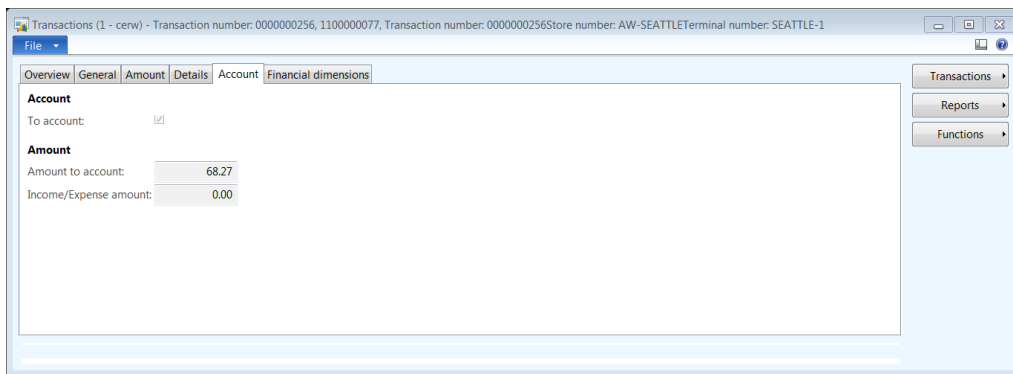 Transactions (1 - cerw) - Transaction number: 0000000256, 1100000077, Transaction number: 0000000256Store number: AW-SEATTLETerminal number: SEATTLE-1
File
Overview General Amount Details Account Financial dimensions
Transactions
Account
Reports
To account:
Functions
Amount
Amount to account: 68.27
Income/Expense amount: 0.00